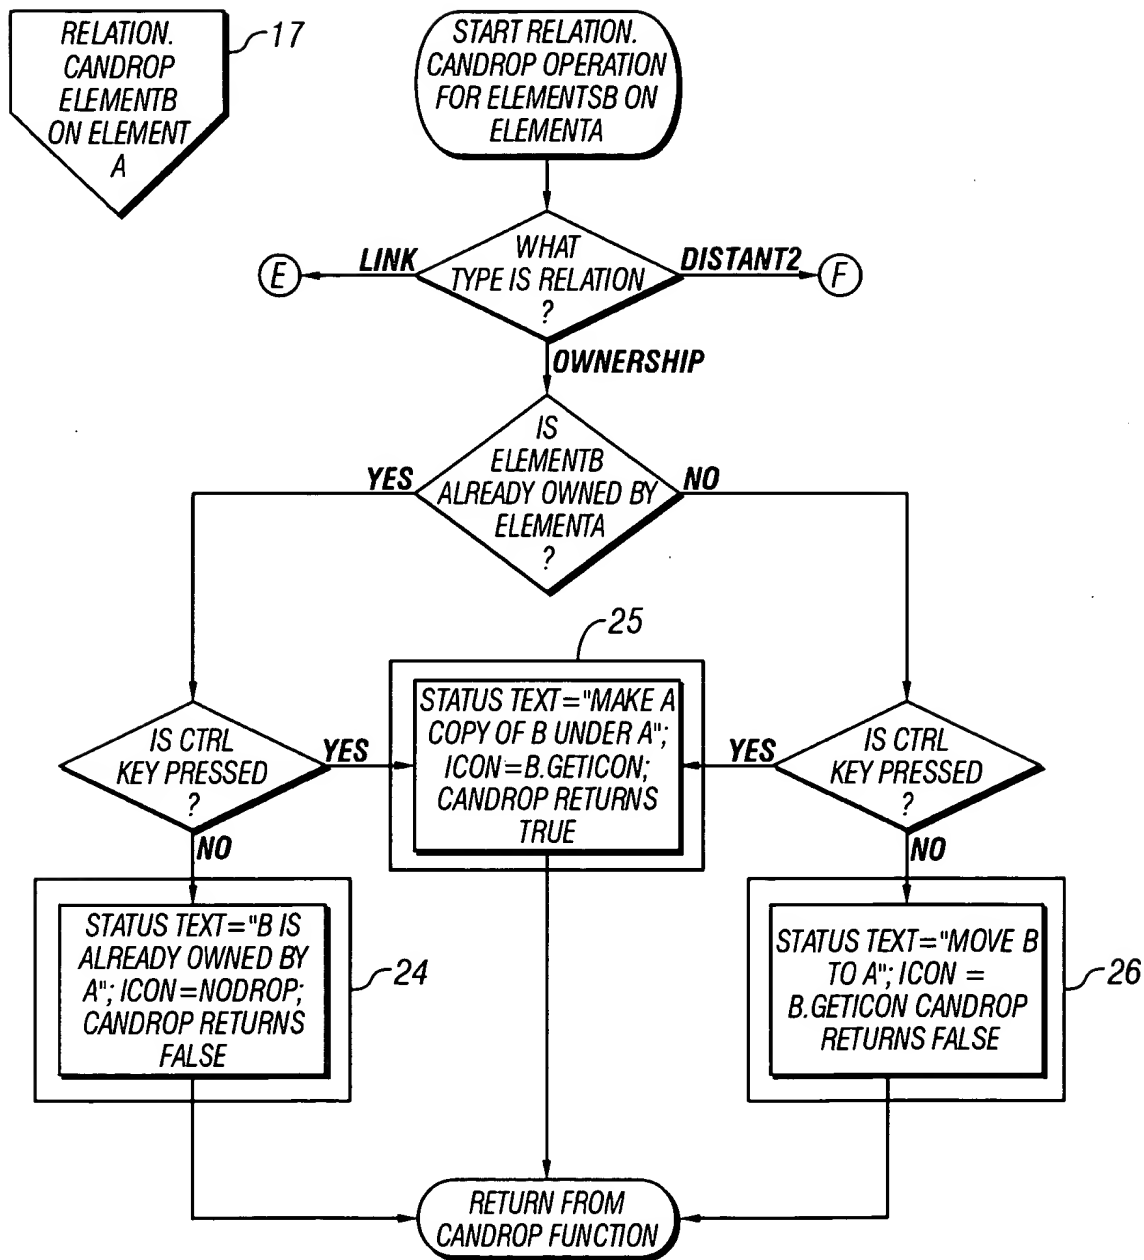 RELATION.
CANDROP
ELEMENTB
ON ELEMENT
A
17
START RELATION.
CANDROP OPERATION
FOR ELEMENTSB ON
ELEMENTA
WHAT
TYPE IS RELATION
?
LINK
E
DISTANT2
F
OWNERSHIP
IS
ELEMENTB
ALREADY OWNED BY
ELEMENTA
?
YES
NO
IS CTRL
KEY PRESSED
?
YES
NO
25
STATUS TEXT="MAKE A
COPY OF B UNDER A";
ICON=B.GETICON;
CANDROP RETURNS
TRUE
IS CTRL
KEY PRESSED
?
YES
NO
STATUS TEXT="B IS
ALREADY OWNED BY
A"; ICON=NODROP;
CANDROP RETURNS
FALSE
24
STATUS TEXT="MOVE B
TO A"; ICON =
B.GETICON CANDROP
RETURNS FALSE
26
RETURN FROM
CANDROP FUNCTION